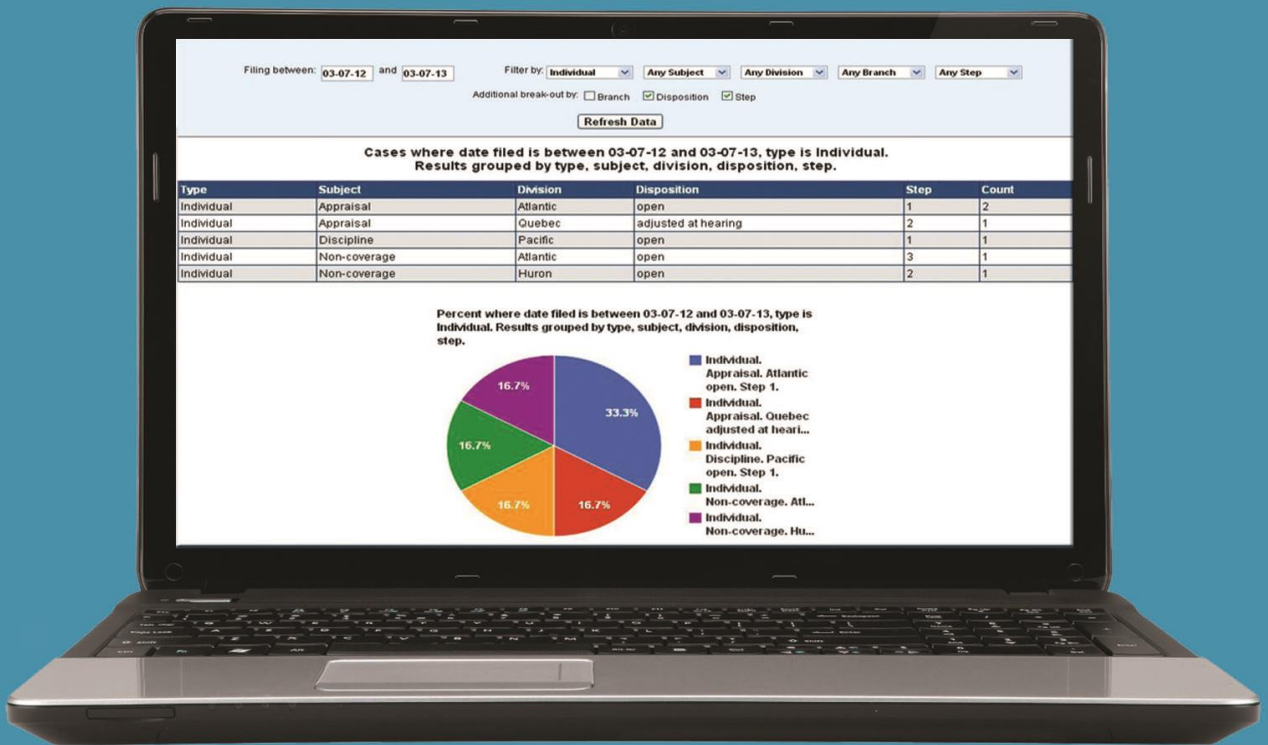 Filing between: 03-07-12 and 03-07-13 Filter by: Individual Any Subject Any Division Any Branch Any Step
Additional break-out by: Branch Disposition Step
Refresh Data
Cases where date filed is between 03-07-12 and 03-07-13, type is Individual.
Results grouped by type, subject, division, disposition, step.
Type Subject Division Disposition Step Count
Individual Appraisal Atlantic open 1 2
Individual Appraisal Quebec adjusted at hearing 2 1
Individual Discipline Pacific open 1 1
Individual Non-coverage Atlantic open 3 1
Individual Non-coverage Huron open 2 1
Percent where date filed is between 03-07-12 and 03-07-13, type is
Individual. Results grouped by type, subject, division, disposition,
step.
16.7%
33.3%
16.7%
16.7%
16.7%
Individual.
Appraisal. Atlantic
open. Step 1.
Individual.
Appraisal. Quebec
adjusted at heari...
Individual.
Discipline. Pacific
open. Step 1.
Individual.
Non-coverage. Atl...
Individual.
Non-coverage. Hu...